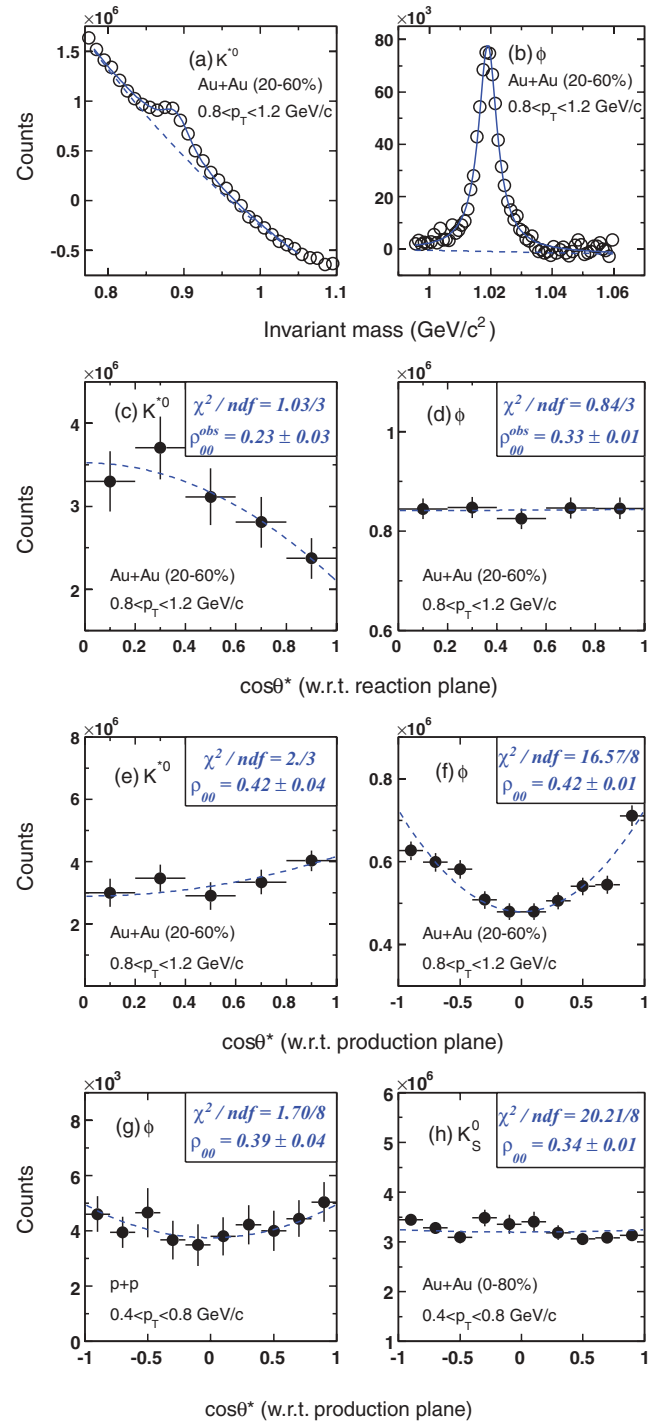 ×10⁶
(a) K*⁰
Au+Au (20-60%)
0.8<p_T<1.2 GeV/c
1.5
1
0.5
0
-0.5
0.8 0.9 1 1.1
Counts
×10³
(b) ϕ
Au+Au (20-60%)
0.8<p_T<1.2 GeV/c
80
60
40
20
0
1 1.02 1.04 1.06
Invariant mass (GeV/c²)
×10⁶
(c) K*⁰
χ² / ndf = 1.03/3
ρ₀₀^obs = 0.23 ± 0.03
4
3
2
Au+Au (20-60%)
0.8<p_T<1.2 GeV/c
0 0.2 0.4 0.6 0.8 1
Counts
×10⁶
(d) ϕ
χ² / ndf = 0.84/3
ρ₀₀^obs = 0.33 ± 0.01
1
0.8
0.6
Au+Au (20-60%)
0.8<p_T<1.2 GeV/c
0 0.2 0.4 0.6 0.8 1
cosθ* (w.r.t. reaction plane)
×10⁶
(e) K*⁰
χ² / ndf = 2./3
ρ₀₀ = 0.42 ± 0.04
8
6
4
2
Au+Au (20-60%)
0.8<p_T<1.2 GeV/c
0 0.2 0.4 0.6 0.8 1
Counts
×10⁶
(f) ϕ
χ² / ndf = 16.57/8
ρ₀₀ = 0.42 ± 0.01
0.8
0.6
0.4
Au+Au (20-60%)
0.8<p_T<1.2 GeV/c
-1 -0.5 0 0.5 1
cosθ* (w.r.t. production plane)
×10³
(g) ϕ
χ² / ndf = 1.70/8
ρ₀₀ = 0.39 ± 0.04
8
6
4
2
0
p+p
0.4<p_T<0.8 GeV/c
-1 -0.5 0 0.5 1
Counts
×10⁶
(h) K_S⁰
χ² / ndf = 20.21/8
ρ₀₀ = 0.34 ± 0.01
6
5
4
3
2
1
Au+Au (0-80%)
0.4<p_T<0.8 GeV/c
-1 -0.5 0 0.5 1
cosθ* (w.r.t. production plane)